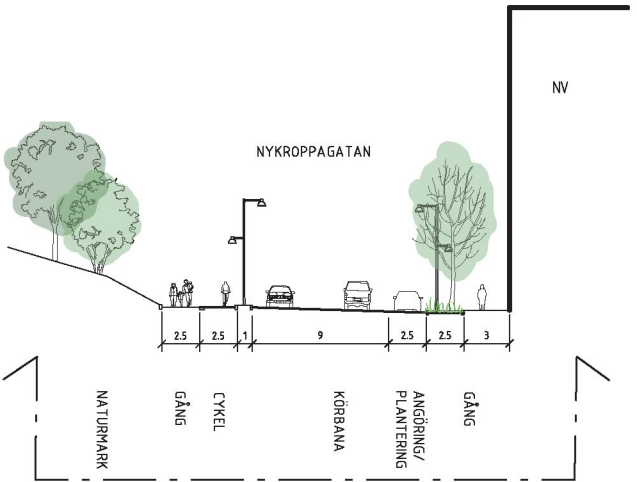 NV
NYKROPPAGATAN
2.5 2.5 1 9 2.5 2.5 3
NATURMARK
GÅNG
CYKEL
KÖRBANA
ANGÖRING/
PLANTERING
GÅNG